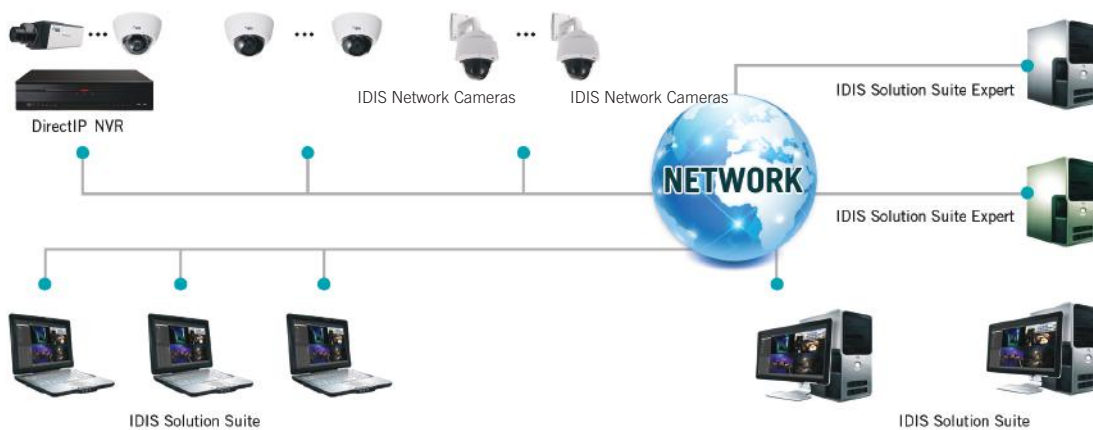 IDIS Network Cameras
IDIS Network Cameras
DirectIP NVR
IDIS Solution Suite Expert
NETWORK
IDIS Solution Suite Expert
IDIS Solution Suite
IDIS Solution Suite